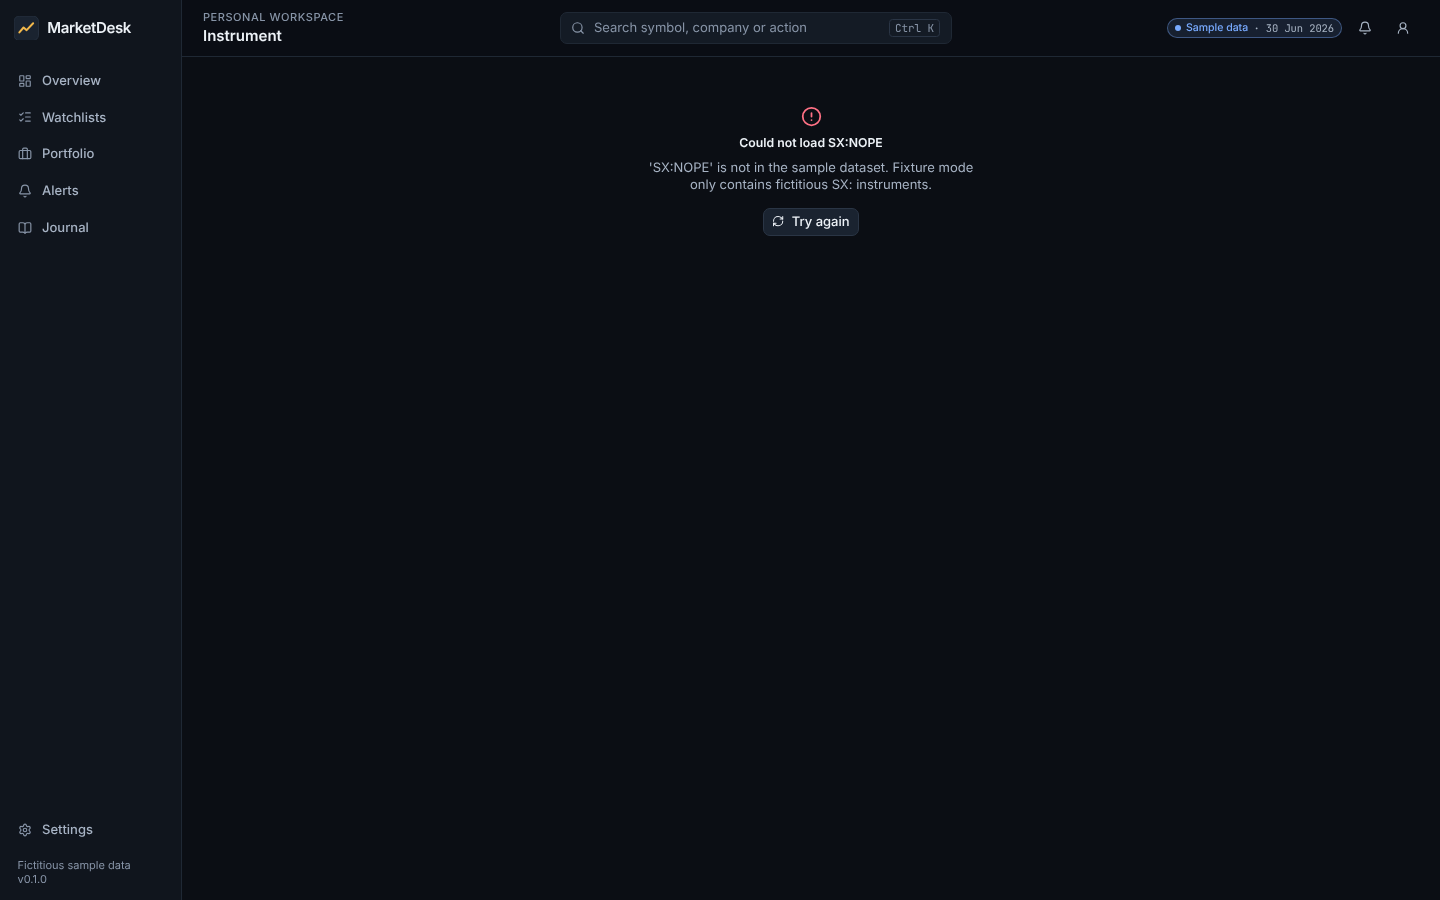 MarketDesk
Overview
Watchlists
Portfolio
Alerts
Journal
Settings
Fictitious sample data
v0.1.0
PERSONAL WORKSPACE
Instrument
Search symbol, company or action
Ctrl K
Sample data · 30 Jun 2026
Could not load SX:NOPE
'SX:NOPE' is not in the sample dataset. Fixture mode
only contains fictitious SX: instruments.
Try again